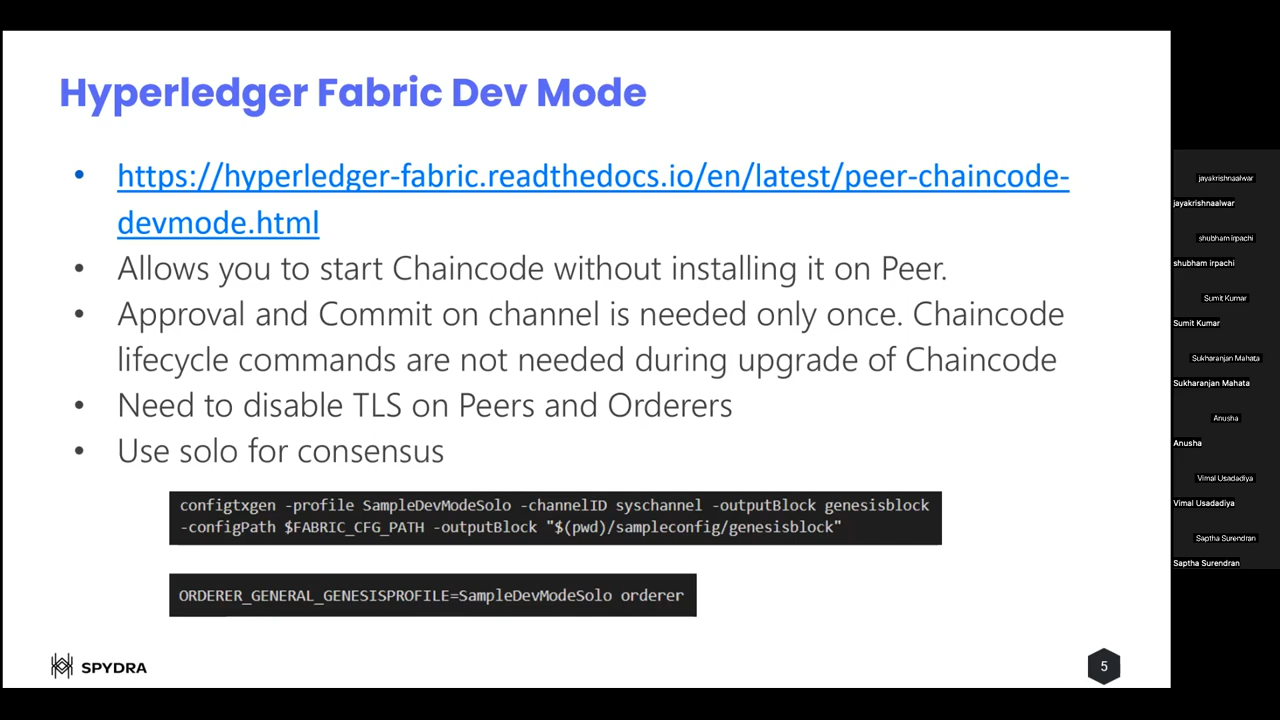 Hyperledger Fabric Dev Mode
• https://hyperledger-fabric.readthedocs.io/en/latest/peer-chaincode-
devmode.html
• Allows you to start Chaincode without installing it on Peer.
• Approval and Commit on channel is needed only once. Chaincode
lifecycle commands are not needed during upgrade of Chaincode
• Need to disable TLS on Peers and Orderers
• Use solo for consensus
configtxgen -profile SampleDevModeSolo -channelID syschannel -outputBlock genesisblock
-configPath $FABRIC_CFG_PATH -outputBlock "$(pwd)/sampleconfig/genesisblock"
ORDERER_GENERAL_GENESISPROFILE=SampleDevModeSolo orderer
SPYDRA
5
jayakrishnaalwar
jayakrishnaalwar
shubham irpachi
shubham irpachi
Sumit Kumar
Sumit Kumar
Sukharanjan Mahata
Sukharanjan Mahata
Anusha
Anusha
Vimal Usadadiya
Vimal Usadadiya
Saptha Surendran
Saptha Surendran